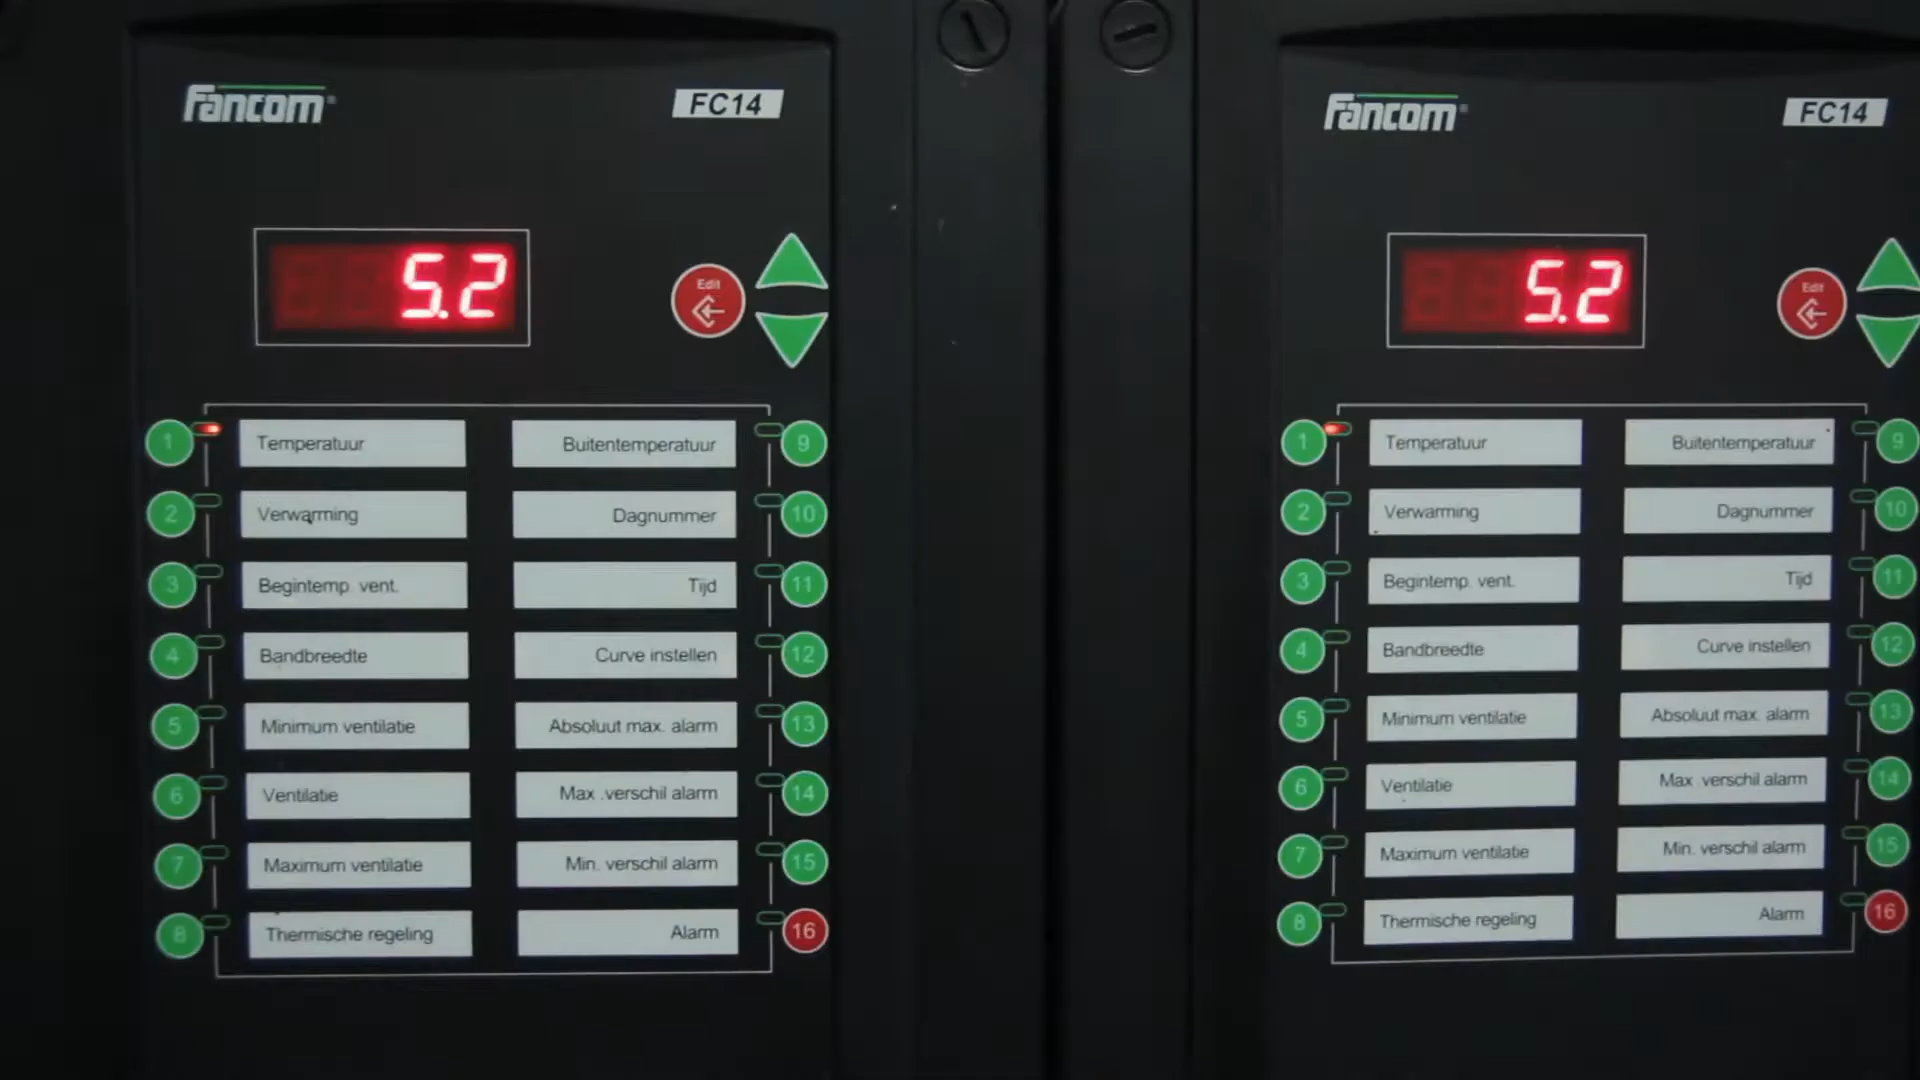 Fancom®
FC14
5.2
Edit
1 Temperatuur
Buitentemperatuur 9
2 Verwarming
Dagnummer 10
3 Begintemp. vent.
Tijd 11
4 Bandbreedte
Curve instellen 12
5 Minimum ventilatie
Absoluut max. alarm 13
6 Ventilatie
Max .verschil alarm 14
7 Maximum ventilatie
Min. verschil alarm 15
8 Thermische regeling
Alarm 16
Fancom®
FC14
5.2
Edit
1 Temperatuur
Buitentemperatuur 9
2 Verwarming
Dagnummer 10
3 Begintemp. vent.
Tijd 11
4 Bandbreedte
Curve instellen 12
5 Minimum ventilatie
Absoluut max. alarm 13
6 Ventilatie
Max. verschil alarm 14
7 Maximum ventilatie
Min. verschil alarm 15
8 Thermische regeling
Alarm 16